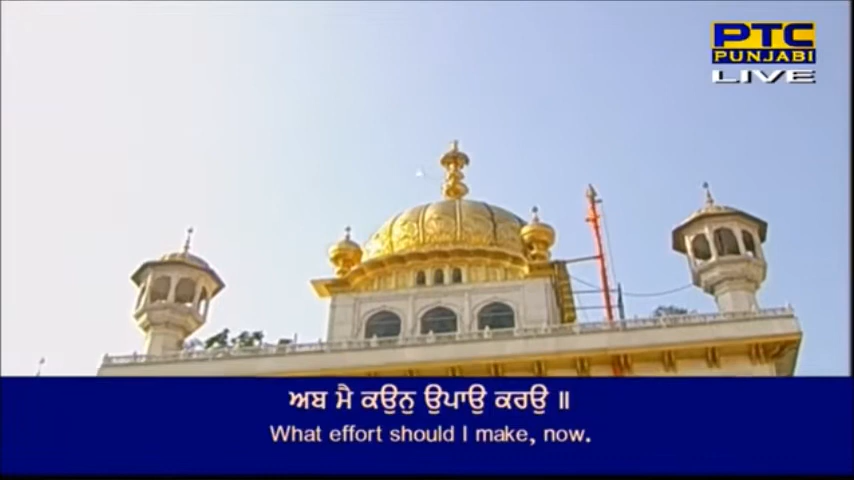 PTC
PUNJABI
LIVE
ਅਬ ਮੈ ਕਉਨੁ ਉਪਾਉ ਕਰਉ ॥
What effort should I make, now.